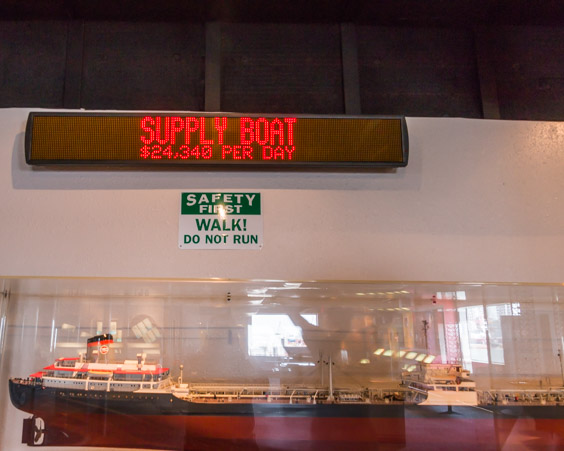 SUPPLY BOAT
$24,340 PER DAY
SAFETY
FIRST
WALK!
DO NOT RUN